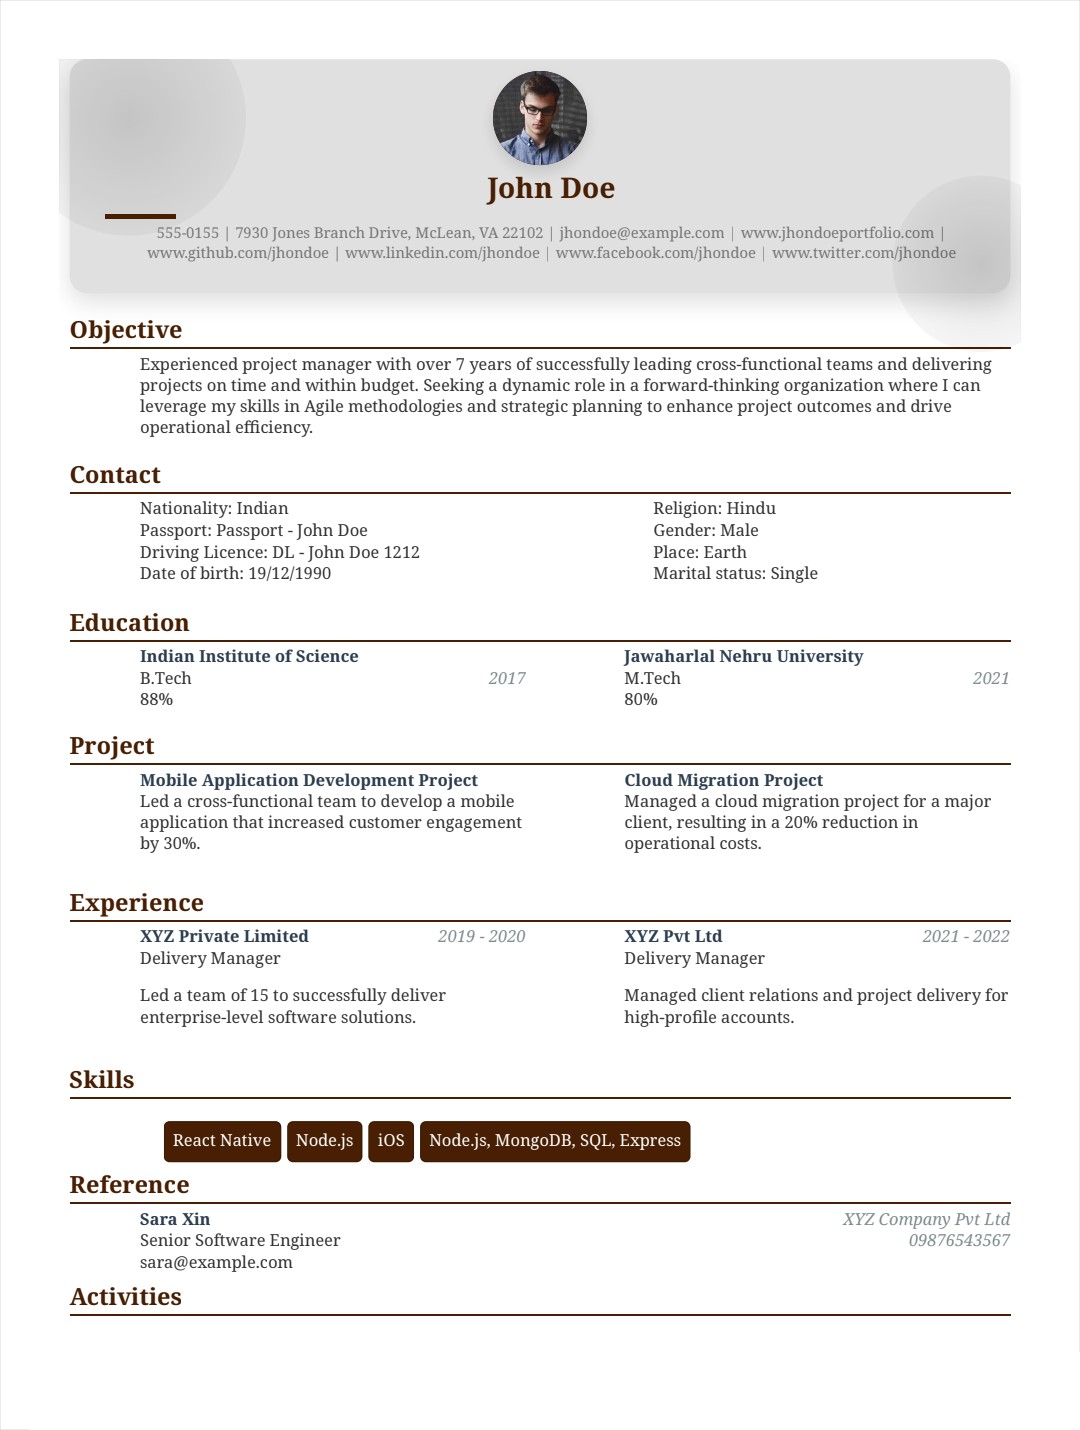 John Doe
555-0155 | 7930 Jones Branch Drive, McLean, VA 22102 | jhondoe@example.com | www.jhondoeportfolio.com |
www.github.com/jhondoe | www.linkedin.com/jhondoe | www.facebook.com/jhondoe | www.twitter.com/jhondoe
Objective
Experienced project manager with over 7 years of successfully leading cross-functional teams and delivering
projects on time and within budget. Seeking a dynamic role in a forward-thinking organization where I can
leverage my skills in Agile methodologies and strategic planning to enhance project outcomes and drive
operational efficiency.
Contact
Nationality: Indian
Passport: Passport - John Doe
Driving Licence: DL - John Doe 1212
Date of birth: 19/12/1990
Religion: Hindu
Gender: Male
Place: Earth
Marital status: Single
Education
Indian Institute of Science
B.Tech 2017
88%
Jawaharlal Nehru University
M.Tech 2021
80%
Project
Mobile Application Development Project
Led a cross-functional team to develop a mobile
application that increased customer engagement
by 30%.
Cloud Migration Project
Managed a cloud migration project for a major
client, resulting in a 20% reduction in
operational costs.
Experience
XYZ Private Limited 2019 - 2020
Delivery Manager
Led a team of 15 to successfully deliver
enterprise-level software solutions.
XYZ Pvt Ltd 2021 - 2022
Delivery Manager
Managed client relations and project delivery for
high-profile accounts.
Skills
React Native Node.js iOS Node.js, MongoDB, SQL, Express
Reference
Sara Xin XYZ Company Pvt Ltd
Senior Software Engineer 09876543567
sara@example.com
Activities